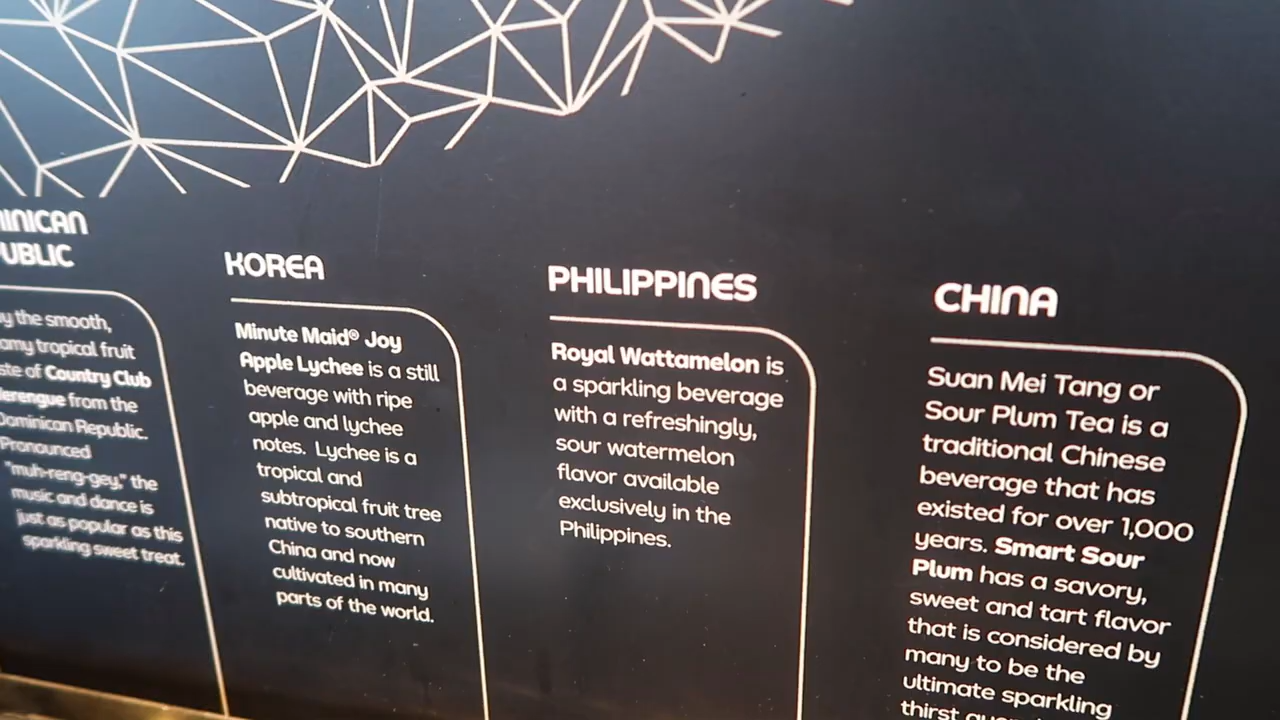 INICAN
UBLIC
y the smooth,
amy tropical fruit
ste of Country Club
erengue from the
Dominican Republic.
Pronounced
"muh-reng-gey," the
music and dance is
just as popular as this
sparkling sweet treat.
KOREA
Minute Maid® Joy
Apple Lychee is a still
beverage with ripe
apple and lychee
notes. Lychee is a
tropical and
subtropical fruit tree
native to southern
China and now
cultivated in many
parts of the world.
PHILIPPINES
Royal Wattamelon is
a sparkling beverage
with a refreshingly,
sour watermelon
flavor available
exclusively in the
Philippines.
CHINA
Suan Mei Tang or
Sour Plum Tea is a
traditional Chinese
beverage that has
existed for over 1,000
years. Smart Sour
Plum has a savory,
sweet and tart flavor
that is considered by
many to be the
ultimate sparkling
thirst